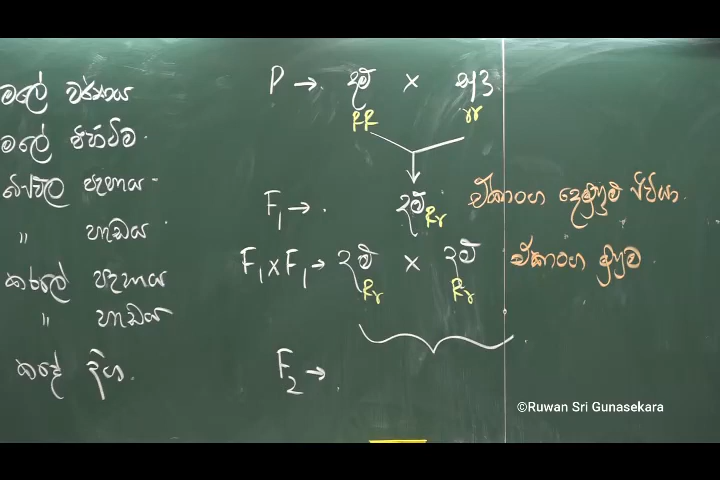 මලේ වර්ණය
මලේ පිහිටීම
බීජවල පැහැය
〃 හැඩය
කරලේ පැහැය
〃 හැඩය
කඳේ දිග
P → දම් × සුදු
RR rr
F₁ → දම් Rr ඒකාංග දෙමුහුම් ජීවියා
F₁ × F₁ → දම් × දම් ඒකාංග මුහුම
Rr Rr
F₂ →
©Ruwan Sri Gunasekara